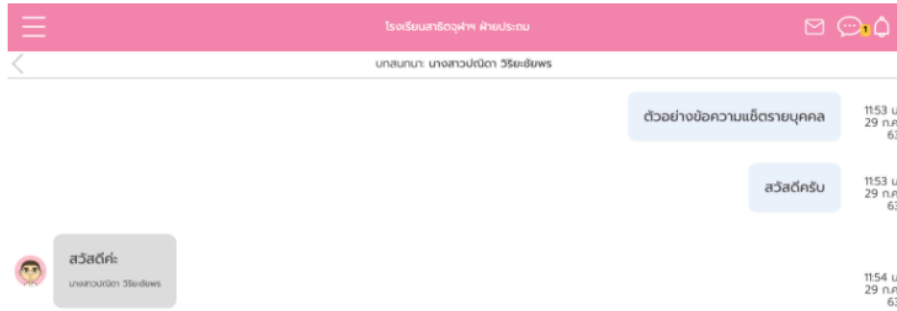 โรงเรียนสาธิตจุฬาฯ ฝ่ายประถม
1
บทสนทนา: นางสาวปณิดา วิริยะชัยพร
ตัวอย่างข้อความแช็ตรายบุคคล
11:53 น
29 ก.ค
63
สวัสดีครับ
11:53 น
29 ก.ค
63
สวัสดีค่ะ
นางสาวปณิดา วิริยะชัยพร
11:54 น
29 ก.ค
63